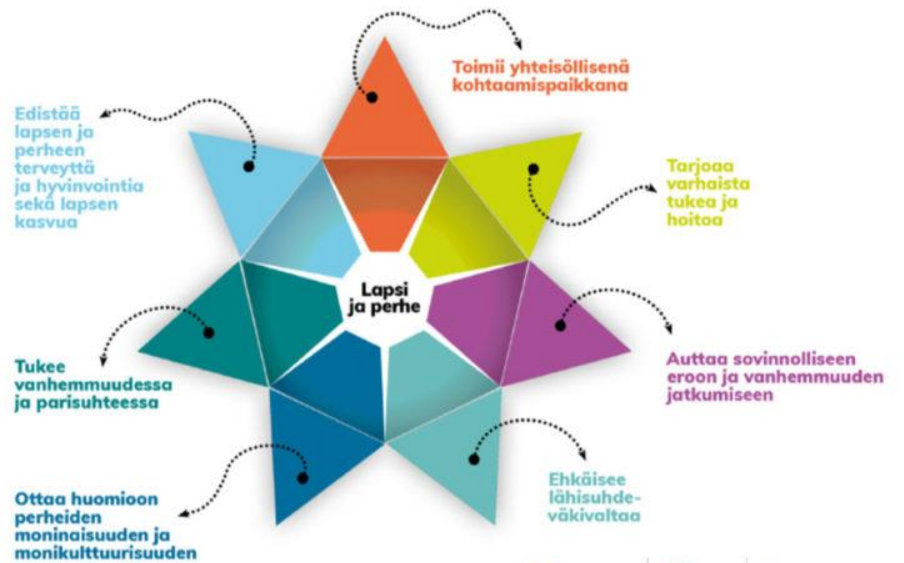 Toimii yhteisöllisenä
kohtaamispaikkana
Edistää
lapsen ja
perheen
terveyttä
ja hyvinvointia
sekä lapsen
kasvua
Tarjoaa
varhaista
tukea ja
hoitoa
Lapsi
ja perhe
Tukee
vanhemmuudessa
ja parisuhteessa
Auttaa sovinnolliseen
eroon ja vanhemmuuden
jatkumiseen
Ottaa huomioon
perheiden
moninaisuuden ja
monikulttuurisuuden
Ehkäisee
lähisuhde-
väkivaltaa